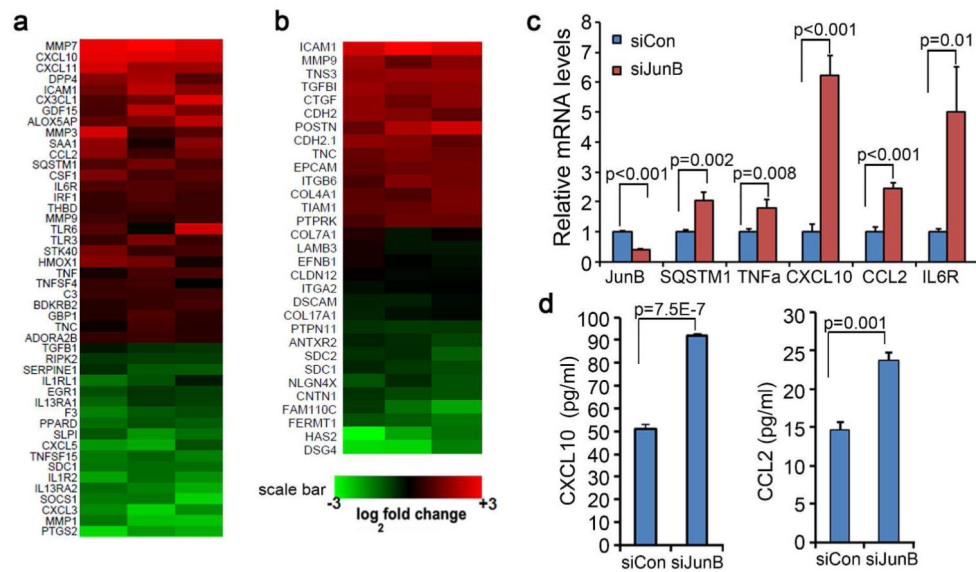 a
MMP7
CXCL10
CXCL11
DPP4
ICAM1
CX3CL1
GDF15
ALOX5AP
MMP3
SAA1
CCL2
SQSTM1
CSF1
IL6R
IRF1
THBD
MMP9
TLR6
TLR3
STK40
HMOX1
TNF
TNFSF4
C3
BDKRB2
GBP1
TNC
ADORA2B
TGFB1
RIPK2
SERPINE1
IL1RL1
EGR1
IL13RA1
F3
PPARD
SLPI
CXCL5
TNFSF15
SDC1
IL1R2
IL13RA2
SOCS1
CXCL3
MMP1
PTGS2
b
ICAM1
MMP9
TNS3
TGFBI
CTGF
CDH2
POSTN
CDH2.1
TNC
EPCAM
ITGB6
COL4A1
TIAM1
PTPRK
COL7A1
LAMB3
EFNB1
CLDN12
ITGA2
DSCAM
COL17A1
PTPN11
ANTXR2
SDC2
SDC1
NLGN4X
CNTN1
FAM110C
FERMT1
HAS2
DSG4
scale bar
-3 +3
log fold change
2
c
siCon
siJunB
Relative mRNA levels
8
7
6
5
4
3
2
1
0
p<0.001
p=0.002
p=0.008
p<0.001
p<0.001
p=0.01
JunB SQSTM1 TNFa CXCL10 CCL2 IL6R
d
CXCL10 (pg/ml)
100
90
80
70
60
50
40
30
20
10
0
p=7.5E-7
siCon siJunB
CCL2 (pg/ml)
30
25
20
15
10
5
0
p=0.001
siCon siJunB